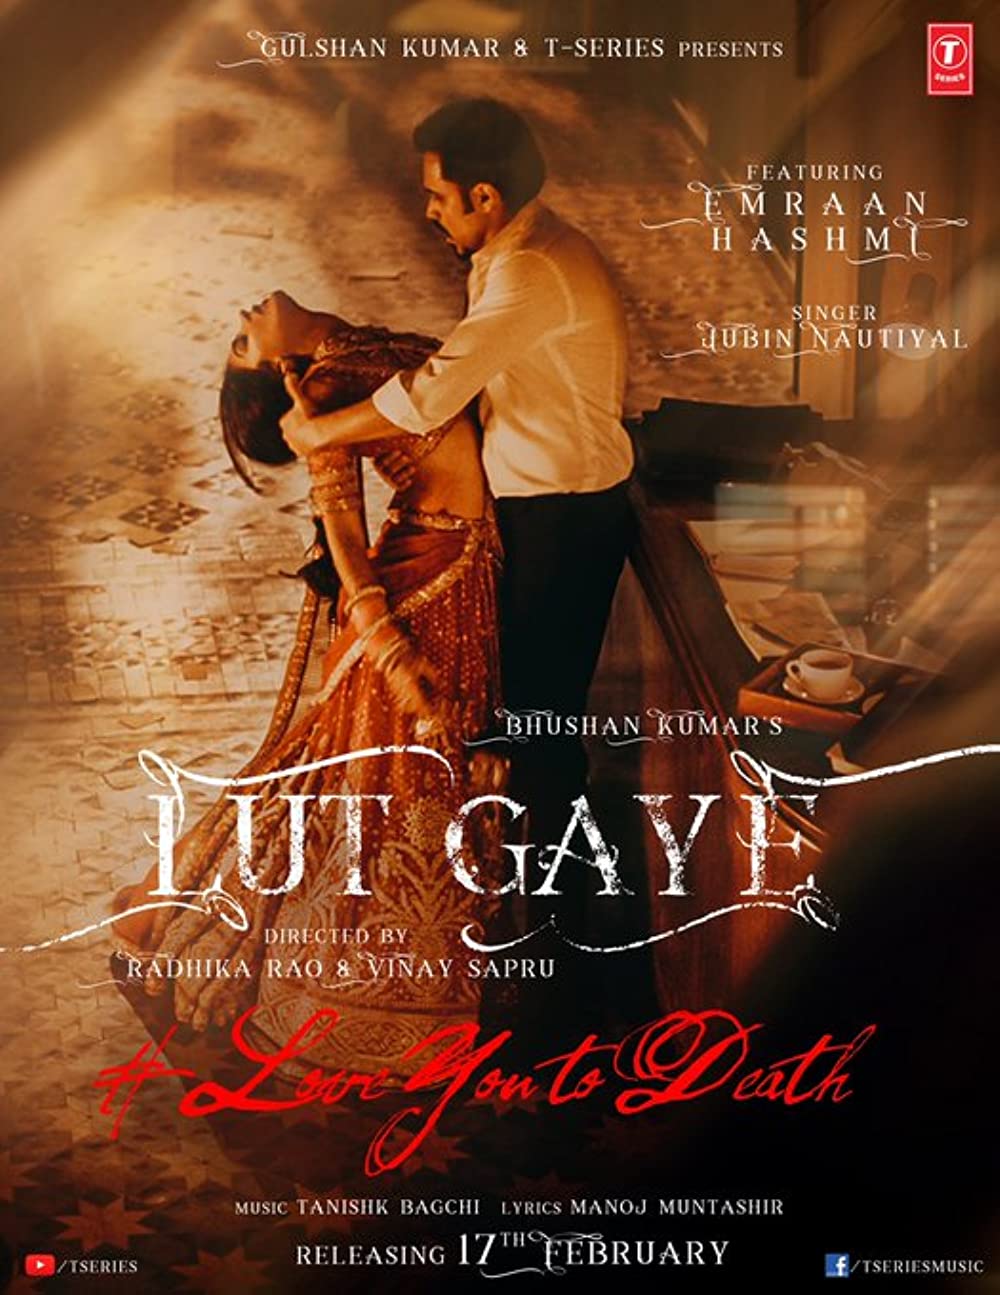 GULSHAN KUMAR & T-SERIES PRESENTS
T
SERIES
FEATURING
EMRAAN
HASHMI
SINGER
JUBIN NAUTIYAL
BHUSHAN KUMAR'S
LUT GAYE
DIRECTED BY
RADHIKA RAO & VINAY SAPRU
# Love You to Death
MUSIC TANISHK BAGCHI LYRICS MANOJ MUNTASHIR
RELEASING 17TH FEBRUARY
/TSERIES
f/TSERIESMUSIC